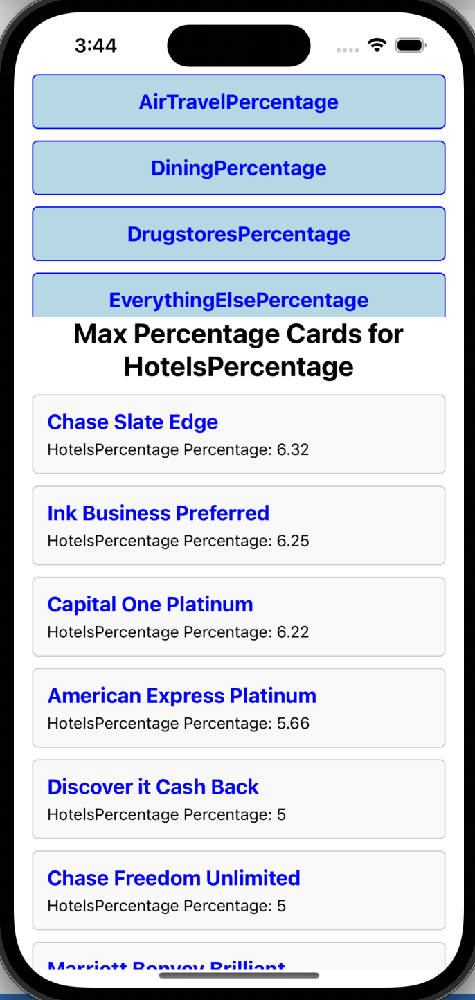 3:44
AirTravelPercentage
DiningPercentage
DrugstoresPercentage
EverythingElsePercentage
Max Percentage Cards for
HotelsPercentage
Chase Slate Edge
HotelsPercentage Percentage: 6.32
Ink Business Preferred
HotelsPercentage Percentage: 6.25
Capital One Platinum
HotelsPercentage Percentage: 6.22
American Express Platinum
HotelsPercentage Percentage: 5.66
Discover it Cash Back
HotelsPercentage Percentage: 5
Chase Freedom Unlimited
HotelsPercentage Percentage: 5
Marriott Bonvoy Brilliant